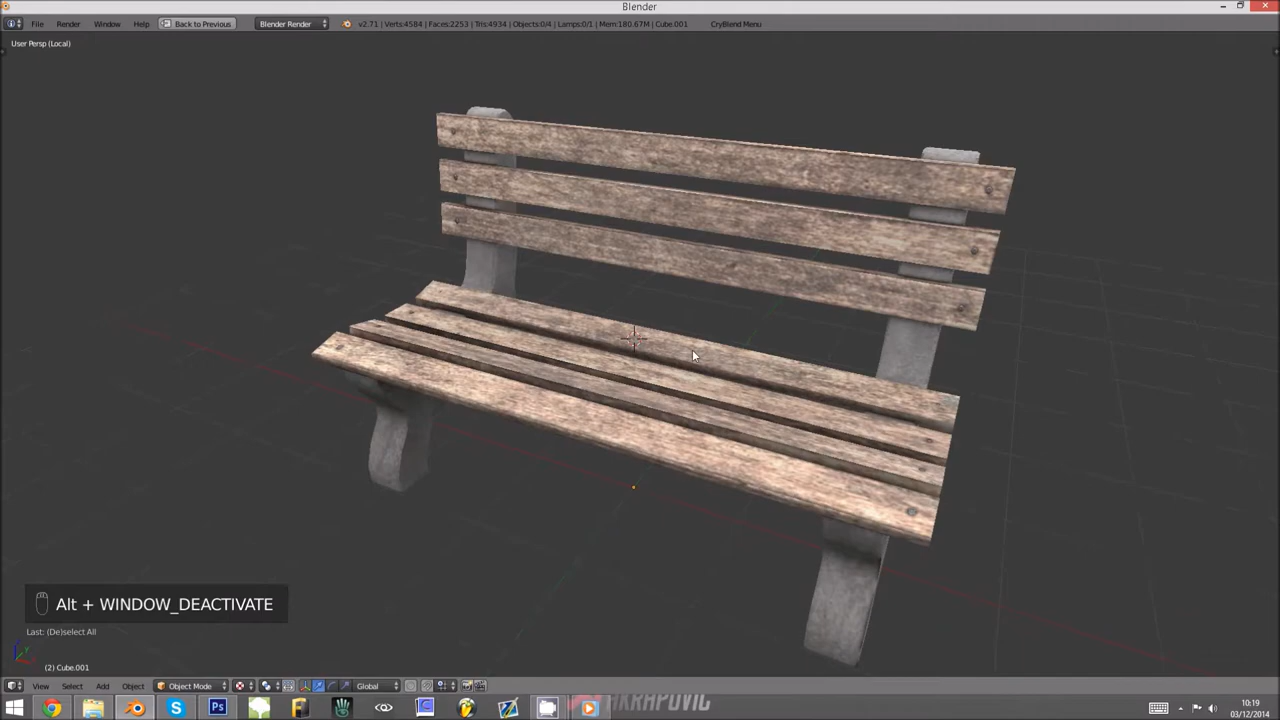 Blender
File Render Window Help Back to Previous Blender Render v2.71 | Verts:4584 | Faces:2253 | Tris:4934 | Objects:0/4 | Lamps:0/1 | Mem:180.67M | Cube.001 CryBlend Menu
User Persp (Local)
Alt + WINDOW_DEACTIVATE
Last: (De)select All
(2) Cube.001
View Select Add Object Object Mode Global
AKRAPOVIC
Ps
10:19
03/12/2014